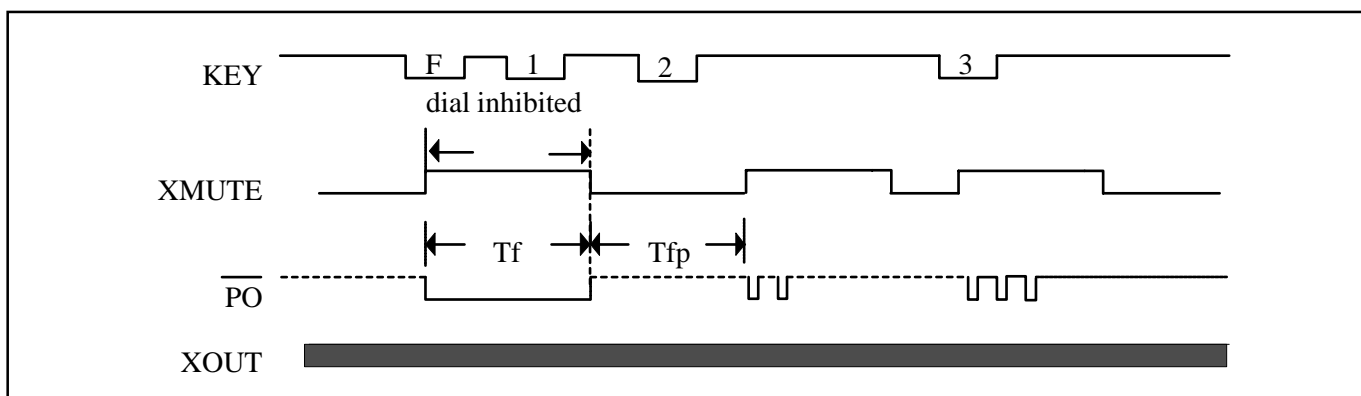 KEY F 1 2 3
dial inhibited
XMUTE
Tf Tfp
PO
XOUT